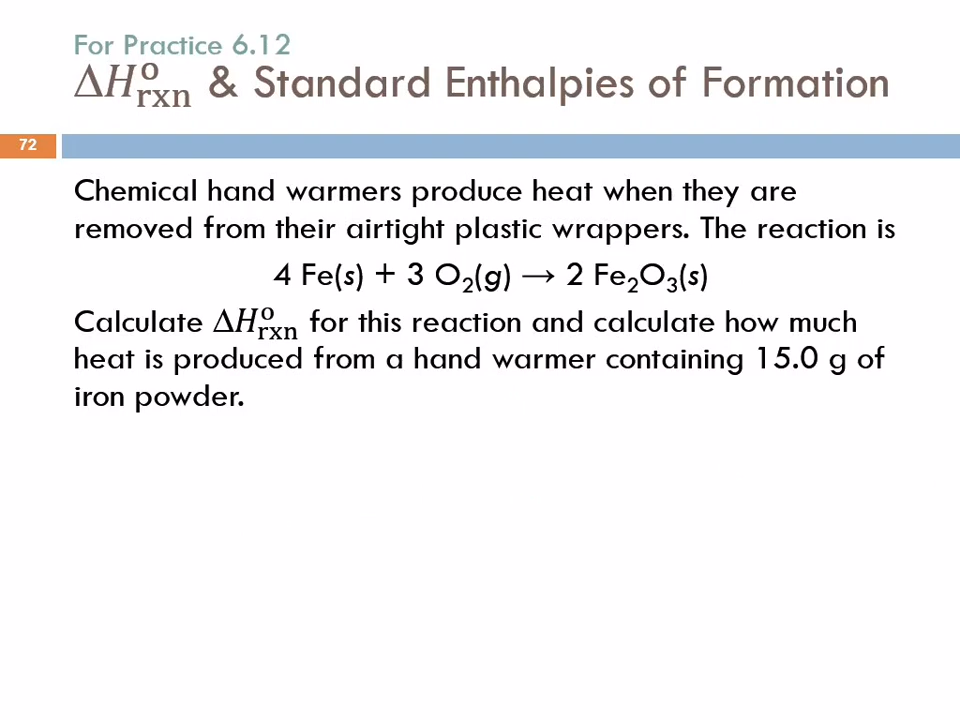 For Practice 6.12
ΔH°rxn & Standard Enthalpies of Formation
72
Chemical hand warmers produce heat when they are
removed from their airtight plastic wrappers. The reaction is
4 Fe(s) + 3 O₂(g) → 2 Fe₂O₃(s)
Calculate ΔH°rxn for this reaction and calculate how much
heat is produced from a hand warmer containing 15.0 g of
iron powder.